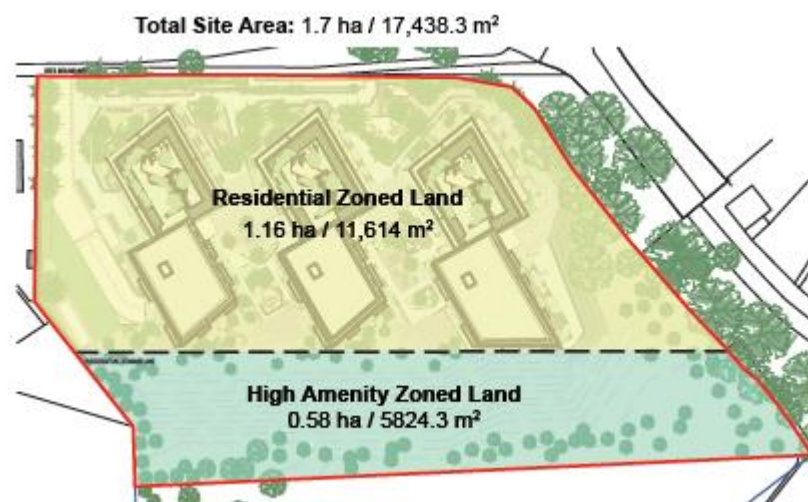 Total Site Area: 1.7 ha / 17,438.3 m²
Residential Zoned Land
1.16 ha / 11,614 m²
High Amenity Zoned Land
0.58 ha / 5824.3 m²